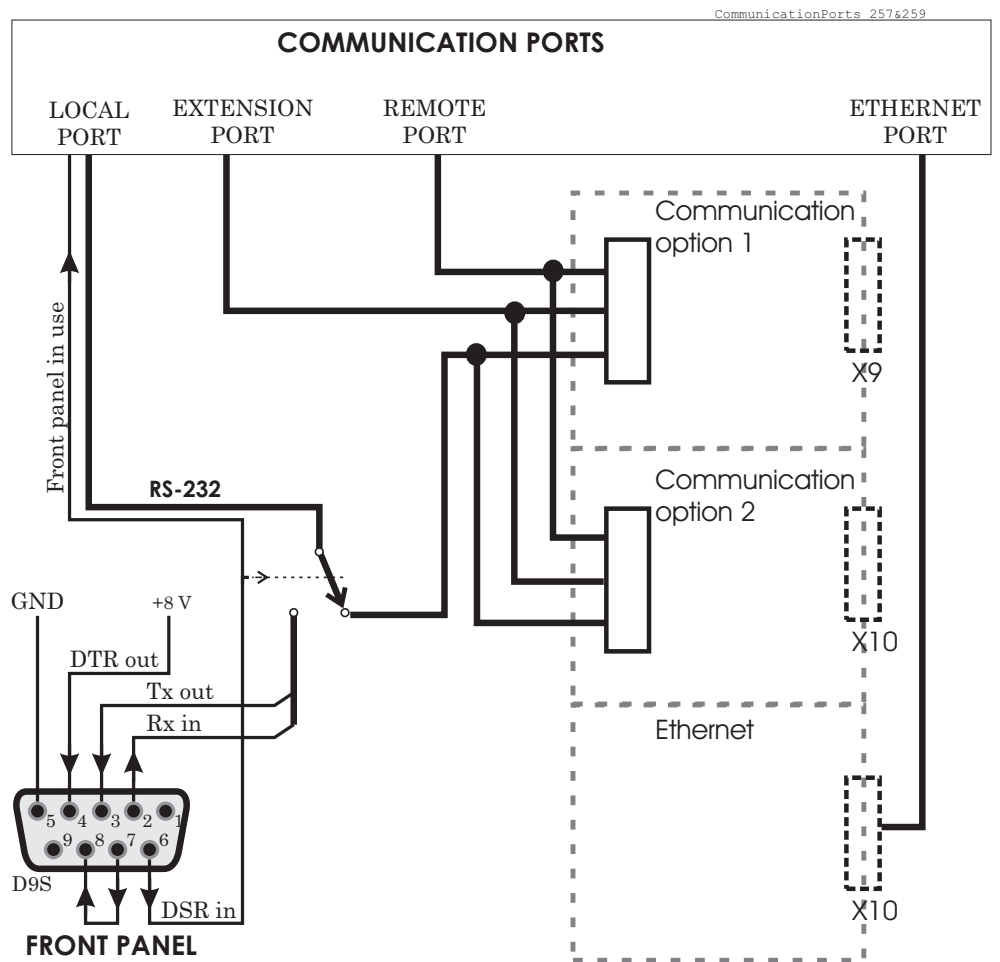 CommunicationPorts 257&259
COMMUNICATION PORTS
LOCAL
PORT
EXTENSION
PORT
REMOTE
PORT
ETHERNET
PORT
Communication
option 1
X9
Front panel in use
Communication
option 2
RS-232
X10
GND
+8 V
DTR out
Tx out
Rx in
Ethernet
5
4
3
2
1
9
8
7
6
D9S
DSR in
X10
FRONT PANEL